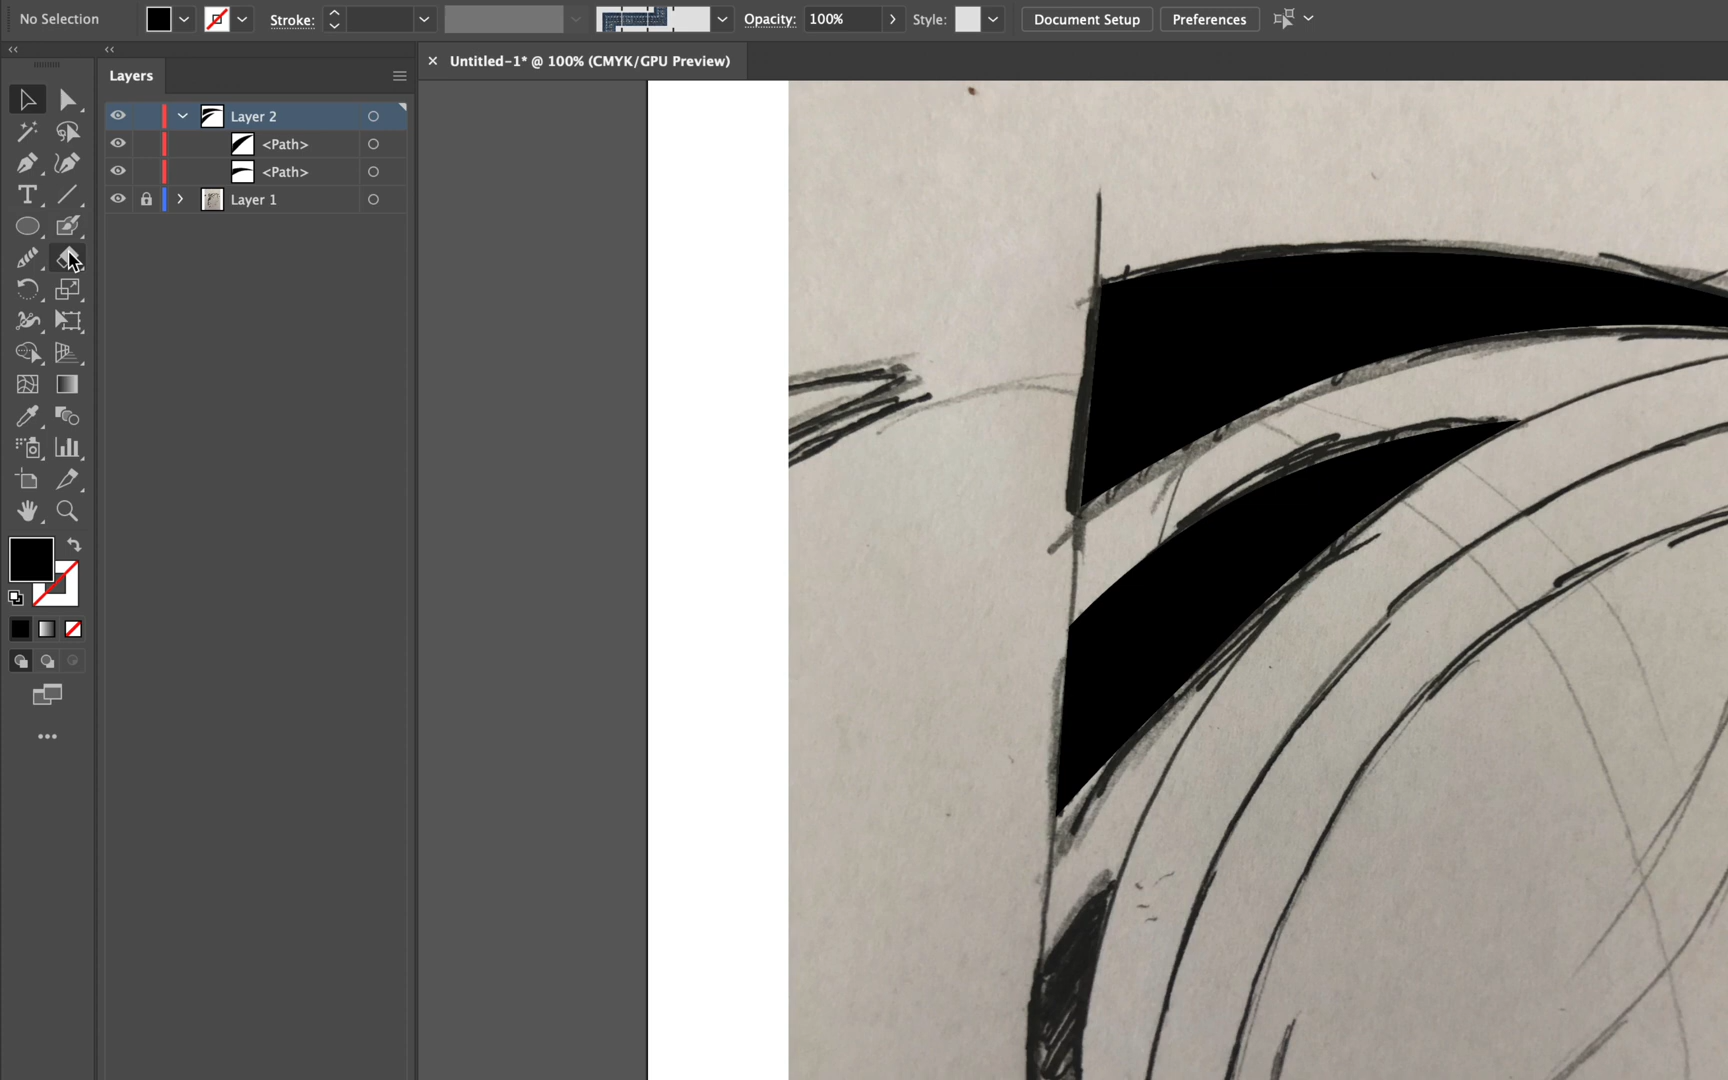 No Selection
Stroke:
Opacity:
100%
Style:
Document Setup
Preferences
Layers
× Untitled-1* @ 100% (CMYK/GPU Preview)
Layer 2
<Path>
<Path>
Layer 1